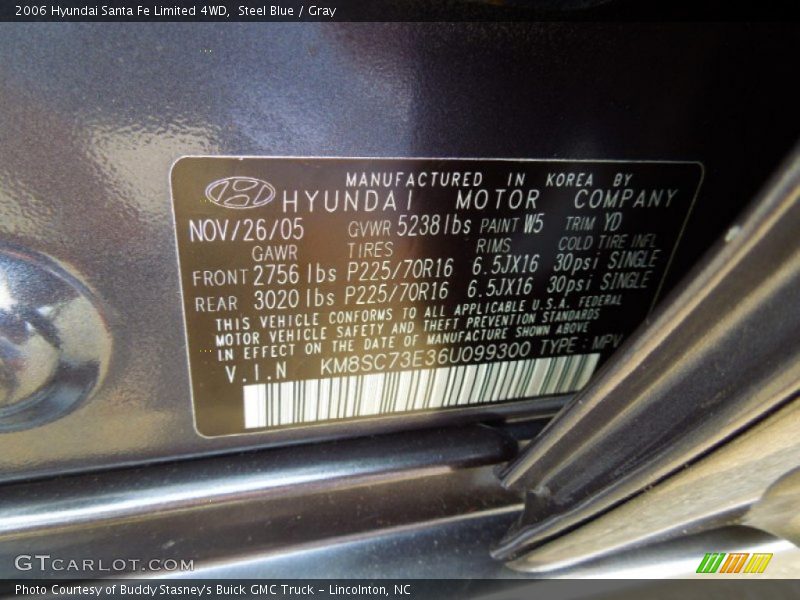 2006 Hyundai Santa Fe Limited 4WD, Steel Blue / Gray
MANUFACTURED IN KOREA BY
HYUNDAI MOTOR COMPANY
NOV/26/05 GVWR 5238lbs PAINT W5 TRIM YD
GAWR TIRES RIMS COLD TIRE INFL
FRONT 2756 lbs P225/70R16 6.5JX16 30psi SINGLE
REAR 3020 lbs P225/70R16 6.5JX16 30psi SINGLE
THIS VEHICLE CONFORMS TO ALL APPLICABLE U.S.A. FEDERAL
MOTOR VEHICLE SAFETY AND THEFT PREVENTION STANDARDS
IN EFFECT ON THE DATE OF MANUFACTURE SHOWN ABOVE
V.I.N KM8SC73E36U099300 TYPE : MPV
GTCARLOT.COM
Photo Courtesy of Buddy Stasney's Buick GMC Truck - Lincolnton, NC